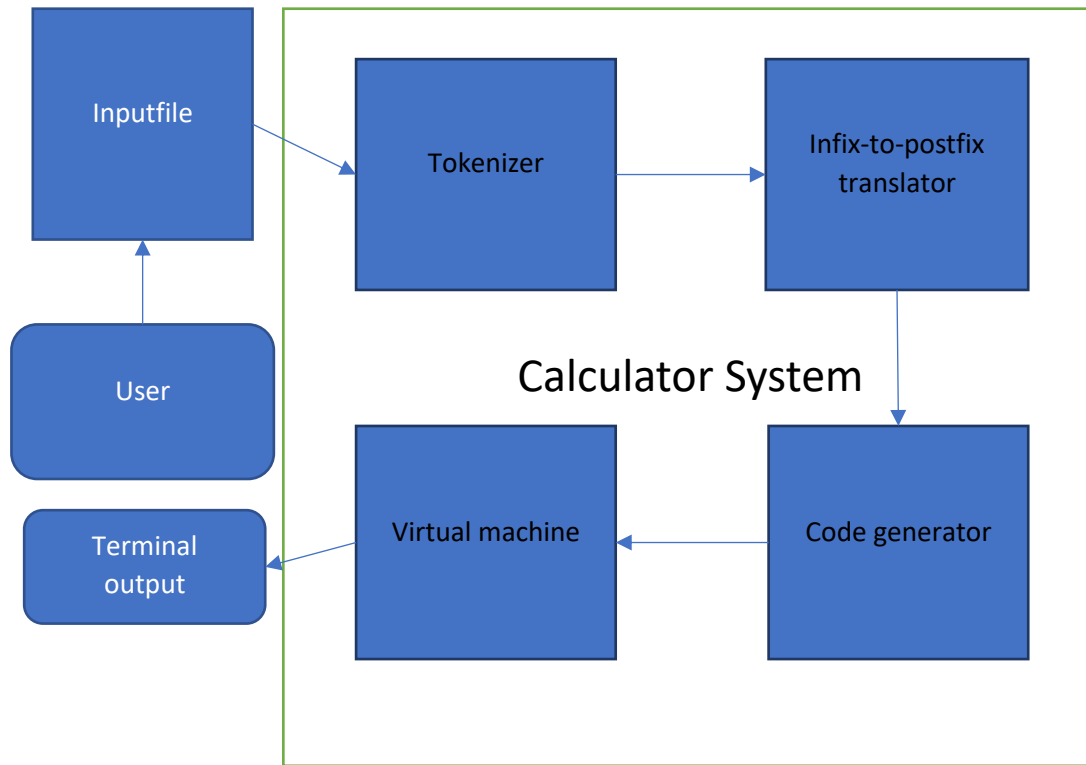 Inputfile
Tokenizer
Infix-to-postfix
translator
Calculator System
User
Virtual machine
Code generator
Terminal
output